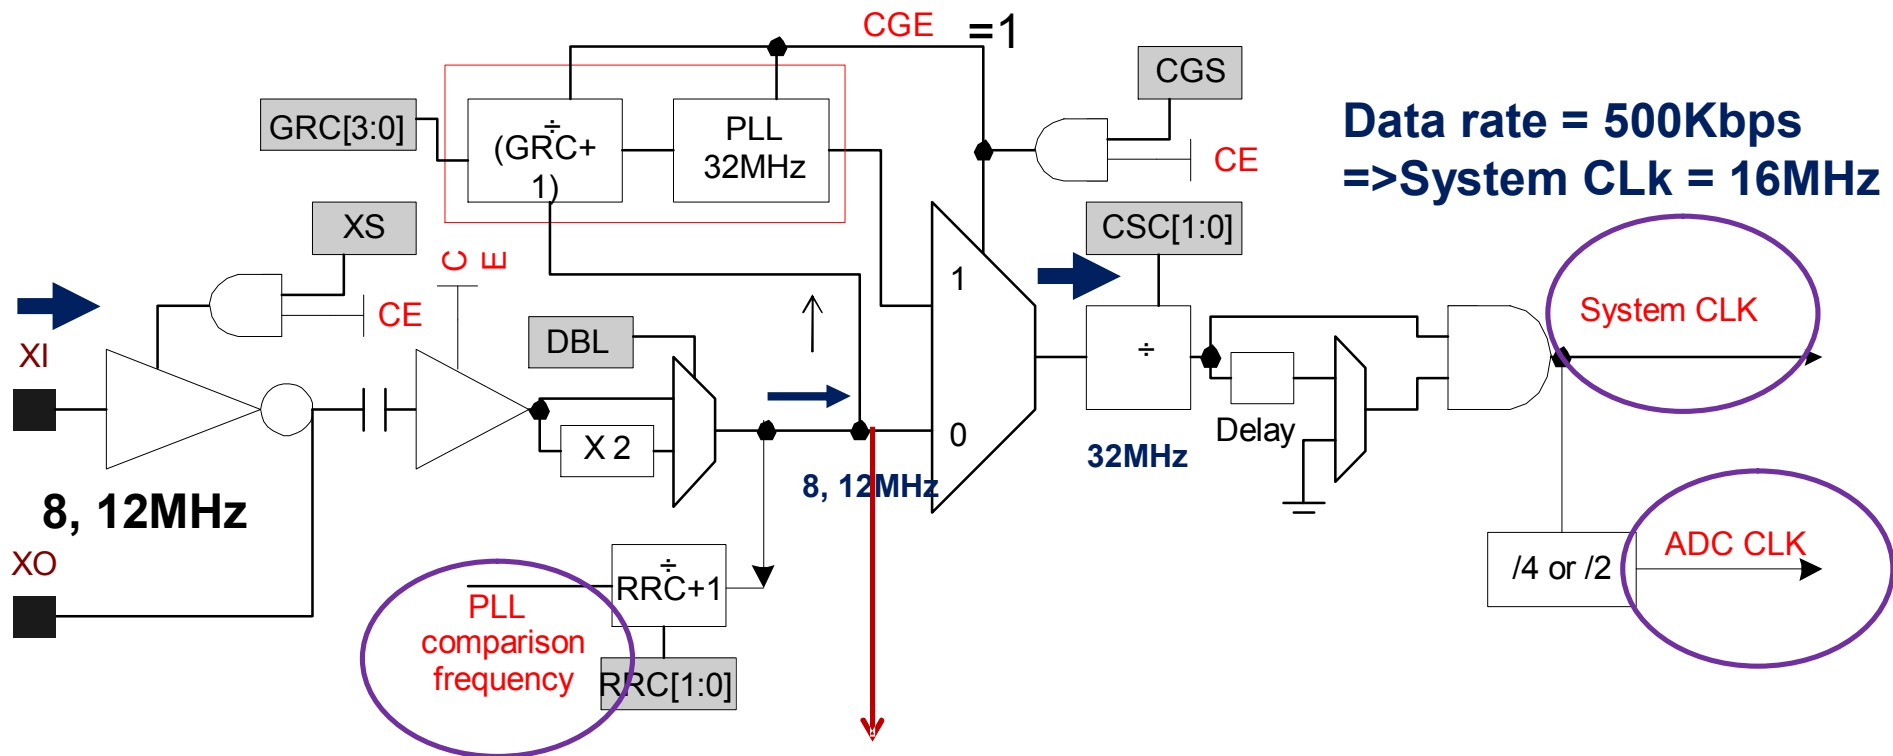 CGE =1
CGS
GRC[3:0]
÷
(GRC+
1)
PLL
32MHz
CE
Data rate = 500Kbps
=>System CLk = 16MHz
XS
CE
C
E
CSC[1:0]
XI
DBL
1
÷
System CLK
X 2
0
Delay
8, 12MHz
8, 12MHz
32MHz
XO
÷
RRC+1
/4 or /2
ADC CLK
PLL
comparison
frequency
RRC[1:0]